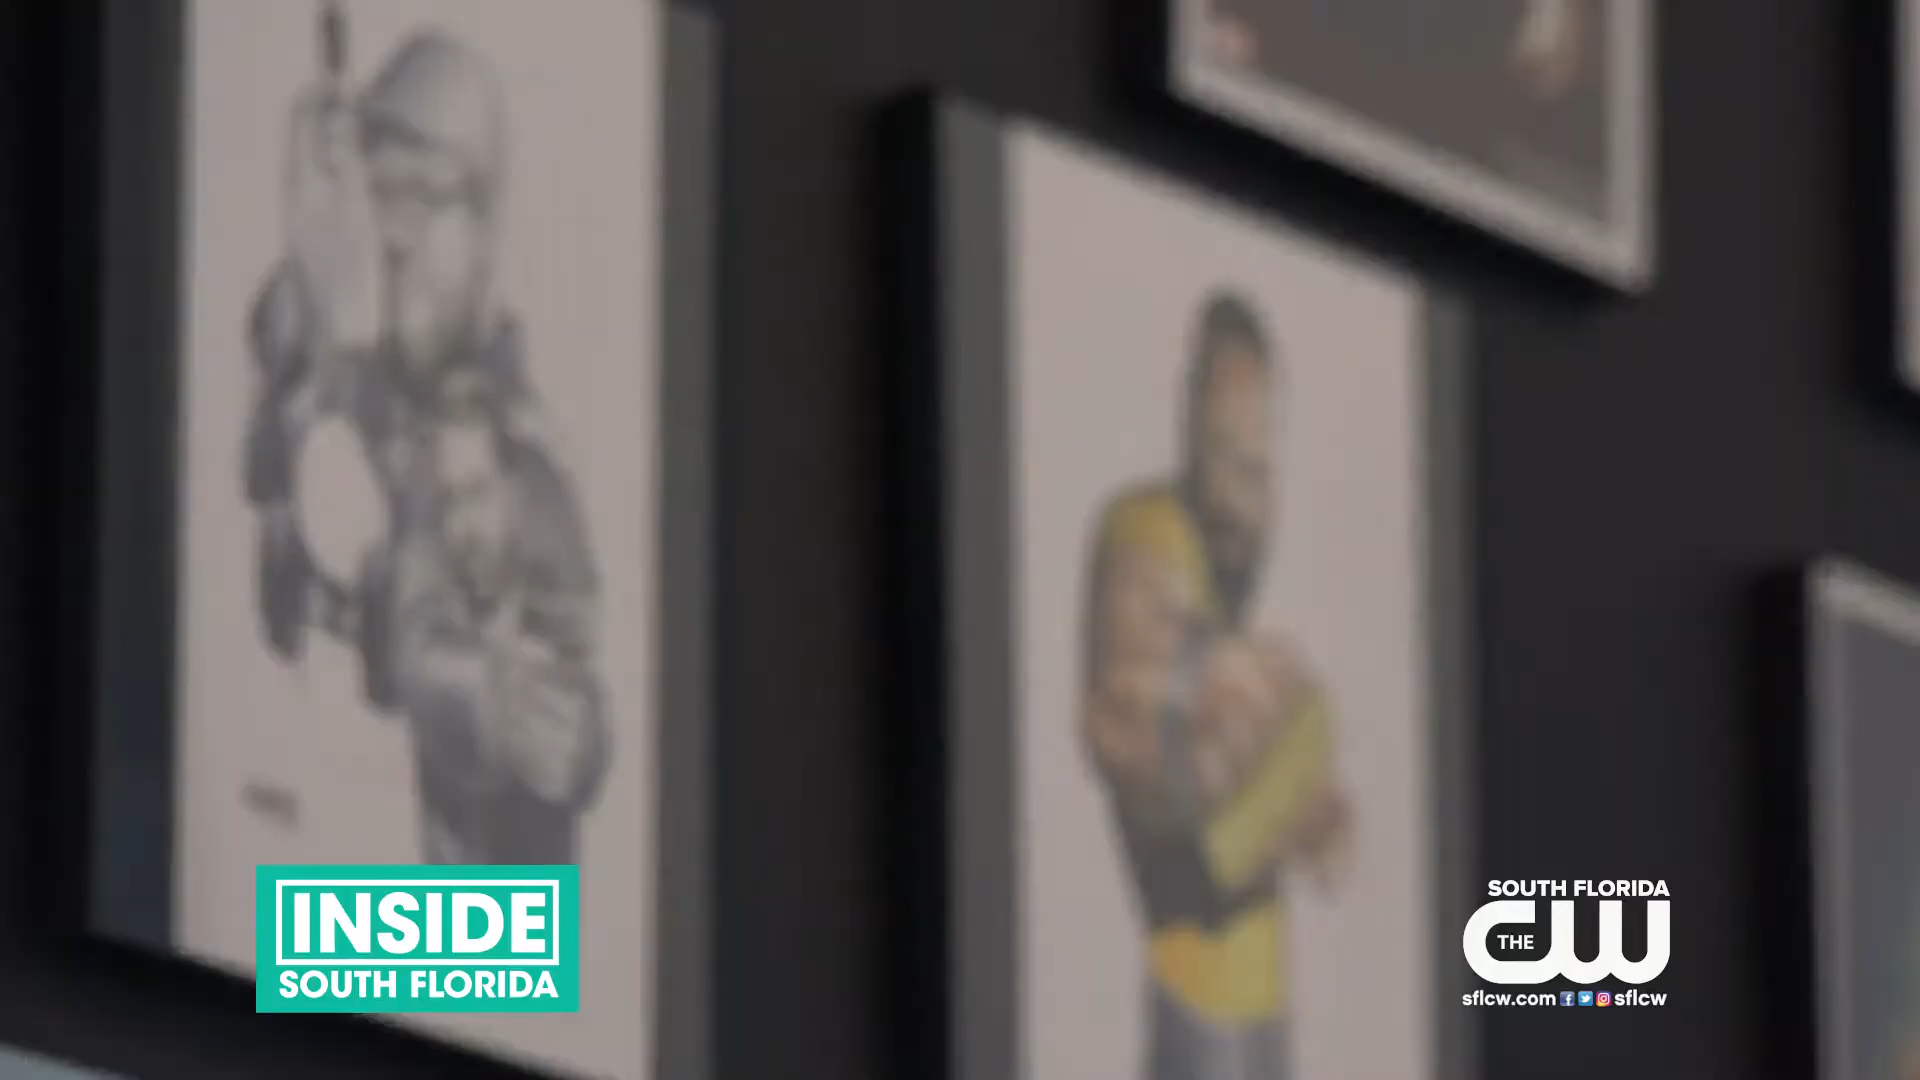 INSIDE
SOUTH FLORIDA
SOUTH FLORIDA
THE CW
sflcw.com sflcw